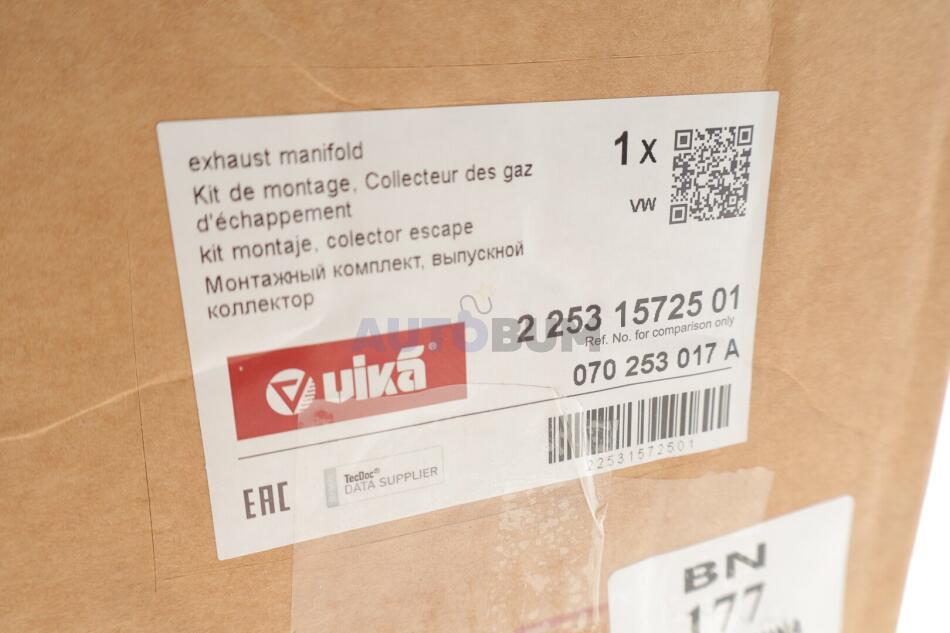 exhaust manifold
Kit de montage, Collecteur des gaz
d'échappement
kit montaje, colector escape
Монтажный комплект, выпускной
коллектор
1 x
VW
2 253 15725 01
Ref. No. for comparison only
070 253 017 A
AUTOBUM
vika®
22531572501
EAC
TecDoc®
DATA SUPPLIER
BN
177